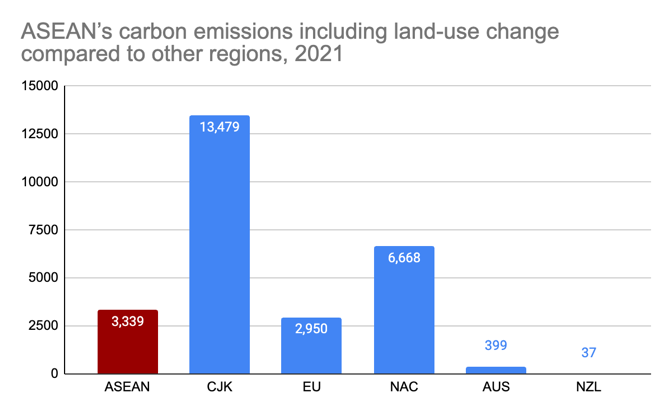 ASEAN’s carbon emissions including land-use change
compared to other regions, 2021
15000
12500
10000
7500
5000
2500
0
3,339
13,479
2,950
6,668
399
37
ASEAN
CJK
EU
NAC
AUS
NZL